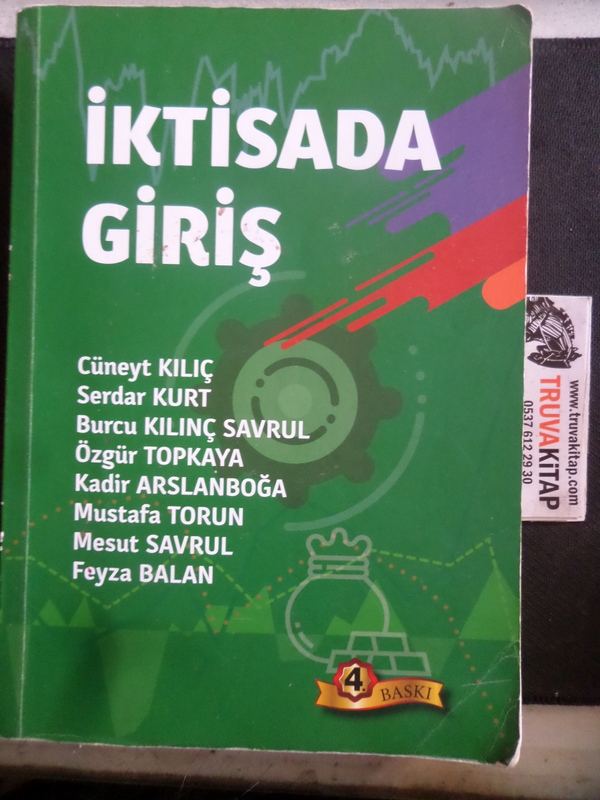 İKTİSADA
GİRİŞ
Cüneyt KILIÇ
Serdar KURT
Burcu KILINÇ SAVRUL
Özgür TOPKAYA
Kadir ARSLANBOĞA
Mustafa TORUN
Mesut SAVRUL
Feyza BALAN
4. BASKI
www.truvakitap.com
TRUVAKİTAP
0537 612 29 30